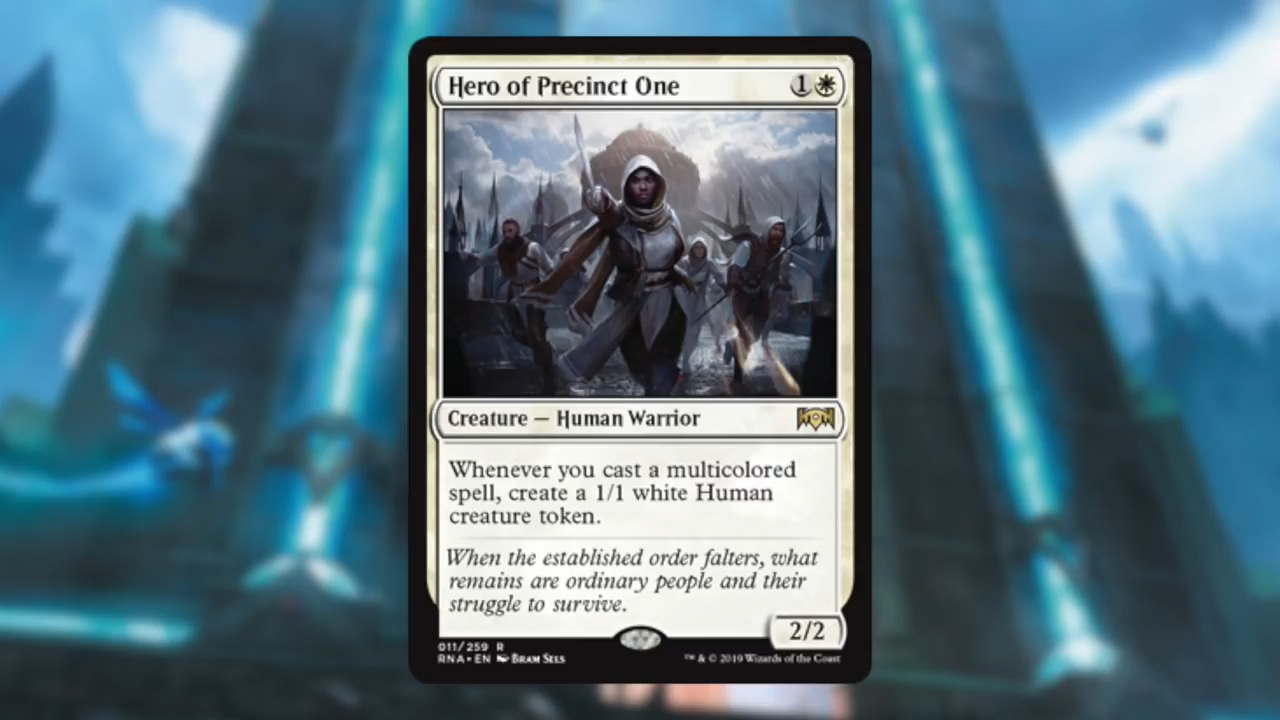 Hero of Precinct One 1
Creature — Human Warrior
Whenever you cast a multicolored
spell, create a 1/1 white Human
creature token.
When the established order falters, what
remains are ordinary people and their
struggle to survive.
2/2
011/259 R
RNA • EN Bram Sels ™ & © 2019 Wizards of the Coast